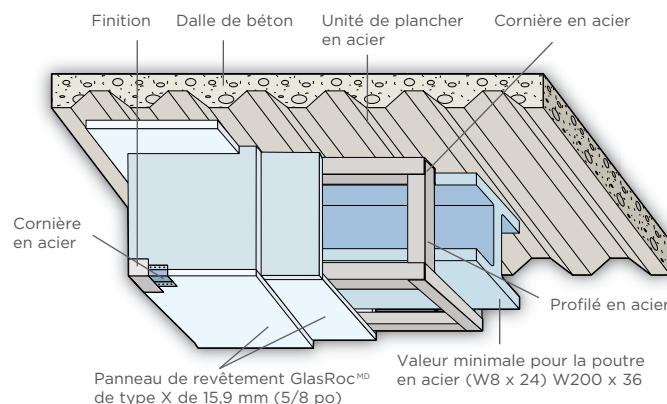 Finition
Dalle de béton
Unité de plancher
en acier
Cornière en acier
Cornière
en acier
Profilé en acier
Panneau de revêtement GlasRocᴹᴰ
de type X de 15,9 mm (5/8 po)
Valeur minimale pour la poutre
en acier (W8 x 24) W200 x 36